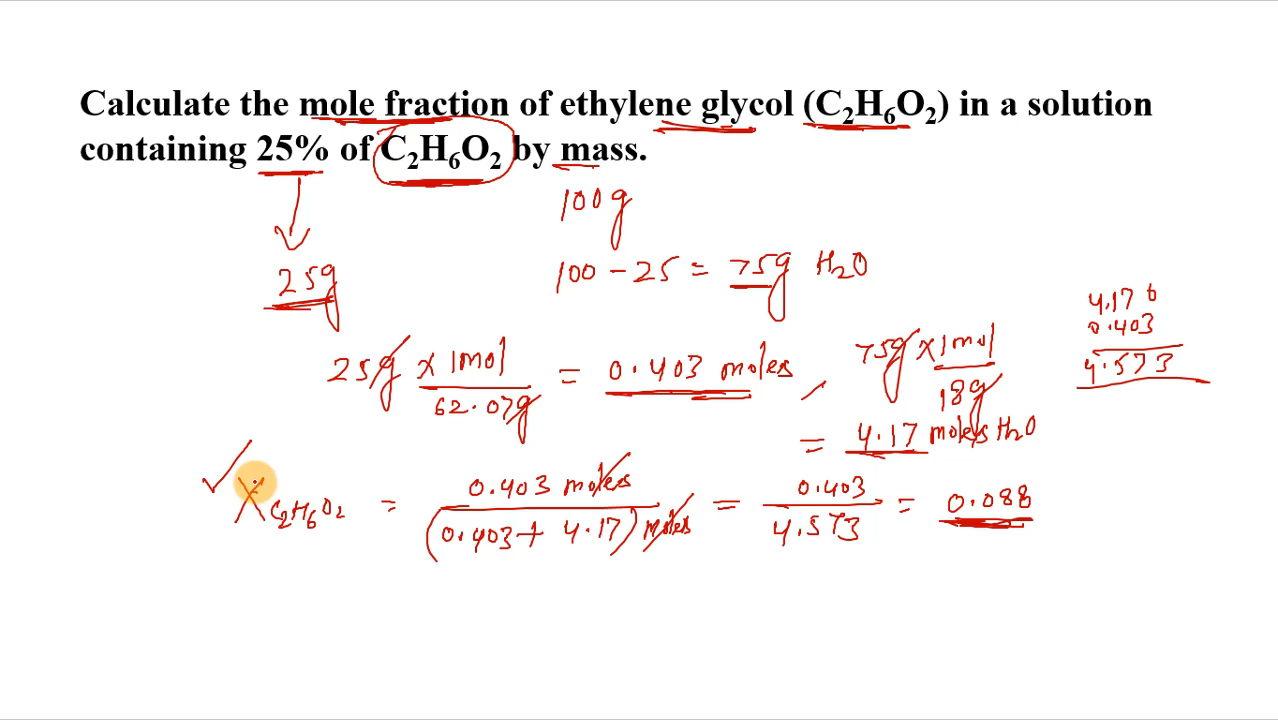 Calculate the mole fraction of ethylene glycol (C₂H₆O₂) in a solution
containing 25% of C₂H₆O₂ by mass.
100g
25g
100 - 25 = 75g H₂O
4.170
0.403
4.573
25g × 1mol / 62.07g = 0.403 moles , 75g × 1mol / 18g
= 4.17 moles H₂O
X C₂H₆O₂ = 0.403 moles / (0.403 + 4.17) moles = 0.403 / 4.573 = 0.088